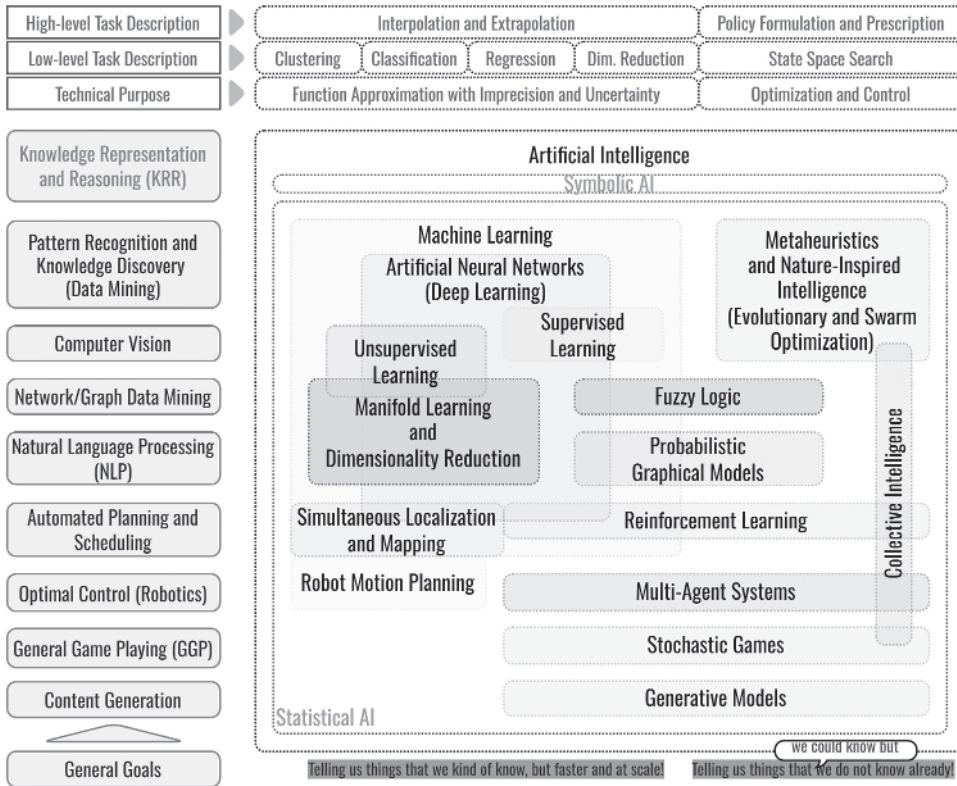 High-level Task Description
Interpolation and Extrapolation
Policy Formulation and Prescription
Low-level Task Description
Clustering
Classification
Regression
Dim. Reduction
State Space Search
Technical Purpose
Function Approximation with Imprecision and Uncertainty
Optimization and Control
Knowledge Representation
and Reasoning (KRR)
Pattern Recognition and
Knowledge Discovery
(Data Mining)
Computer Vision
Network/Graph Data Mining
Natural Language Processing
(NLP)
Automated Planning and
Scheduling
Optimal Control (Robotics)
General Game Playing (GGP)
Content Generation
General Goals
Artificial Intelligence
Symbolic AI
Machine Learning
Artificial Neural Networks
(Deep Learning)
Supervised
Learning
Unsupervised
Learning
Manifold Learning
and
Dimensionality Reduction
Simultaneous Localization
and Mapping
Robot Motion Planning
Metaheuristics
and Nature-Inspired
Intelligence
(Evolutionary and Swarm
Optimization)
Fuzzy Logic
Probabilistic
Graphical Models
Reinforcement Learning
Multi-Agent Systems
Stochastic Games
Generative Models
Collective Intelligence
Statistical AI
Telling us things that we kind of know, but faster and at scale!
we could know but
Telling us things that we do not know already!